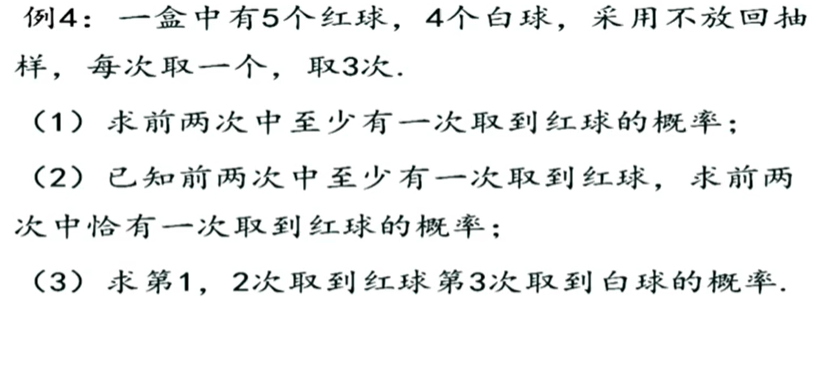 例4：一盒中有5个红球，4个白球，采用不放回抽
样，每次取一个，取3次.
（1）求前两次中至少有一次取到红球的概率；
（2）已知前两次中至少有一次取到红球，求前两
次中恰有一次取到红球的概率；
（3）求第1，2次取到红球第3次取到白球的概率.